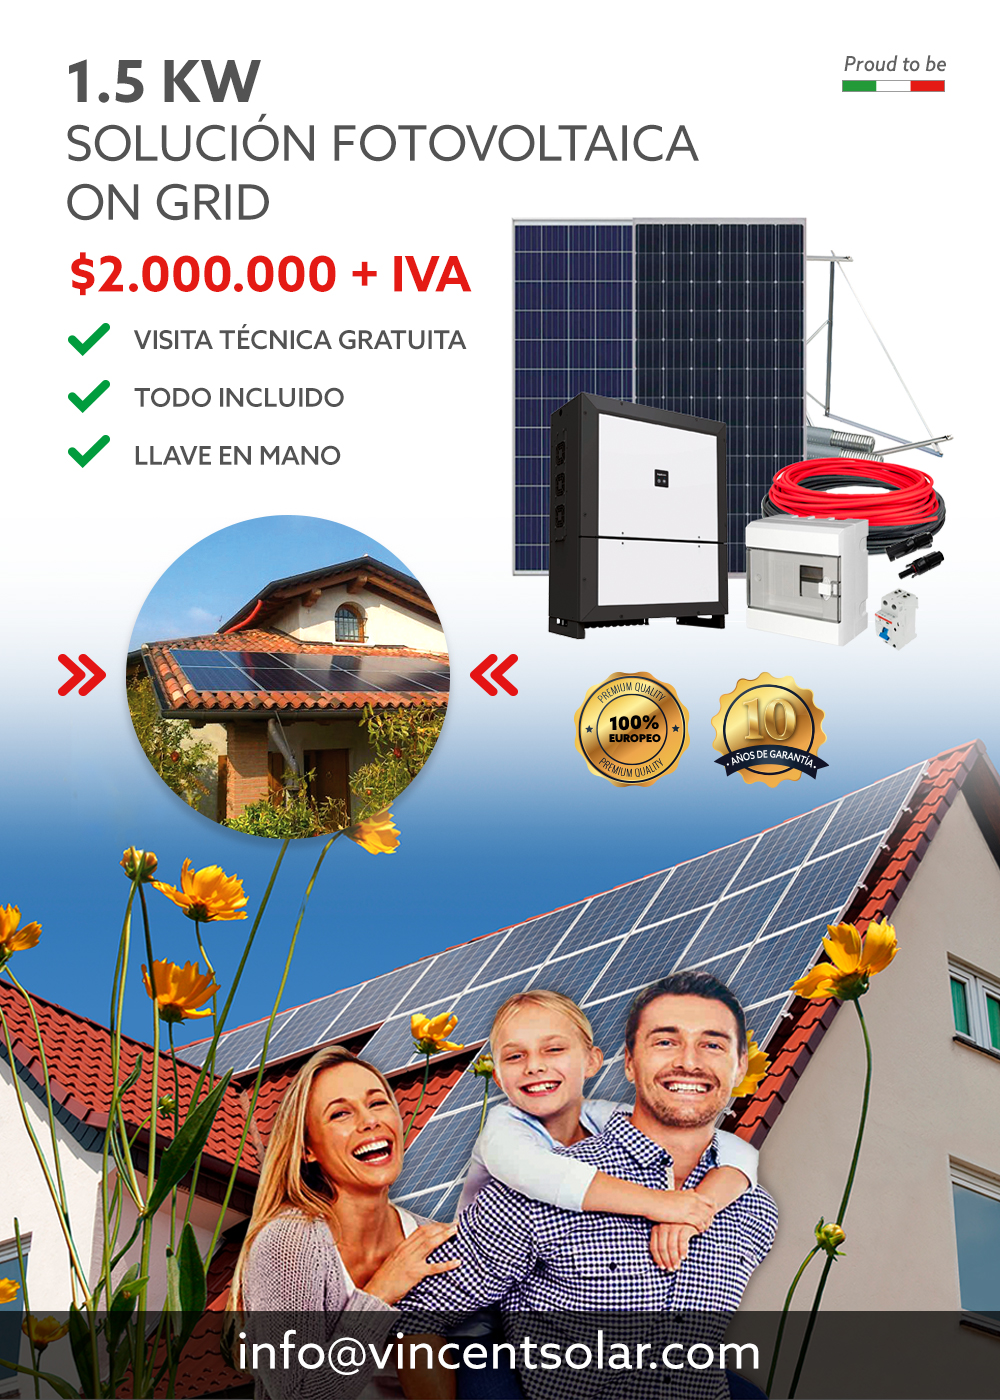 1.5 KW
SOLUCIÓN FOTOVOLTAICA
ON GRID
Proud to be
$2.000.000 + IVA
VISITA TÉCNICA GRATUITA
TODO INCLUIDO
LLAVE EN MANO
PREMIUM QUALITY
100%
EUROPEO
PREMIUM QUALITY
10
AÑOS DE GARANTÍA
info@vincentsolar.com